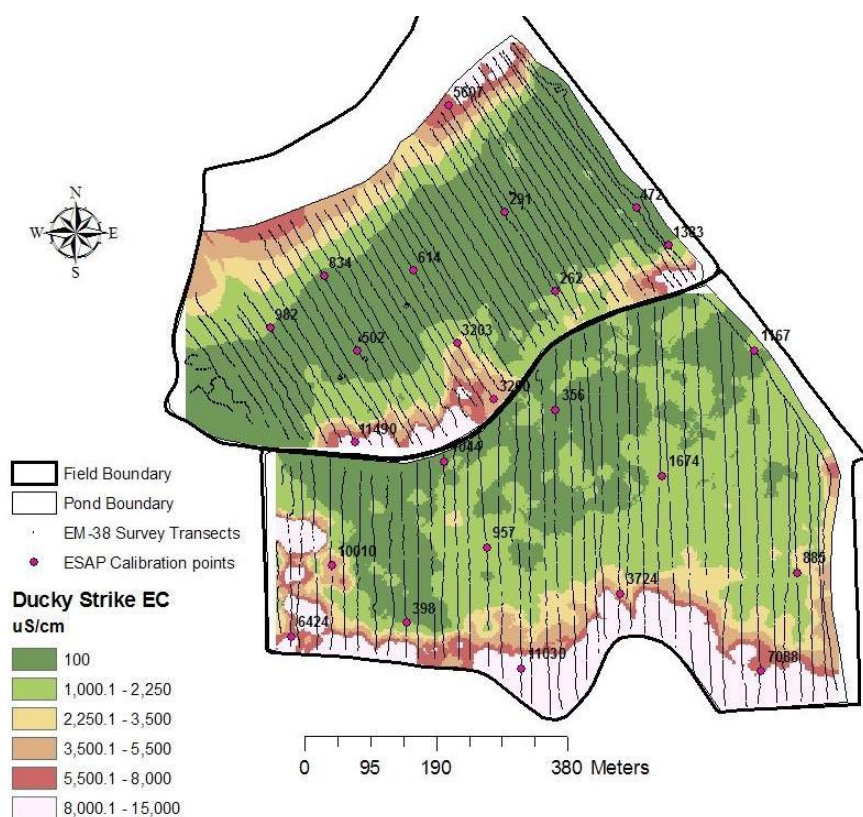 5607
291
472
1383
834
614
262
982
502
3203
1167
3290
356
11490
1674
957
10010
885
3724
398
6424
11030
7088
N
W E
S
Field Boundary
Pond Boundary
EM-38 Survey Transects
ESAP Calibration points
Ducky Strike EC
uS/cm
100
1,000.1 - 2,250
2,250.1 - 3,500
3,500.1 - 5,500
5,500.1 - 8,000
8,000.1 - 15,000
0 95 190 380 Meters